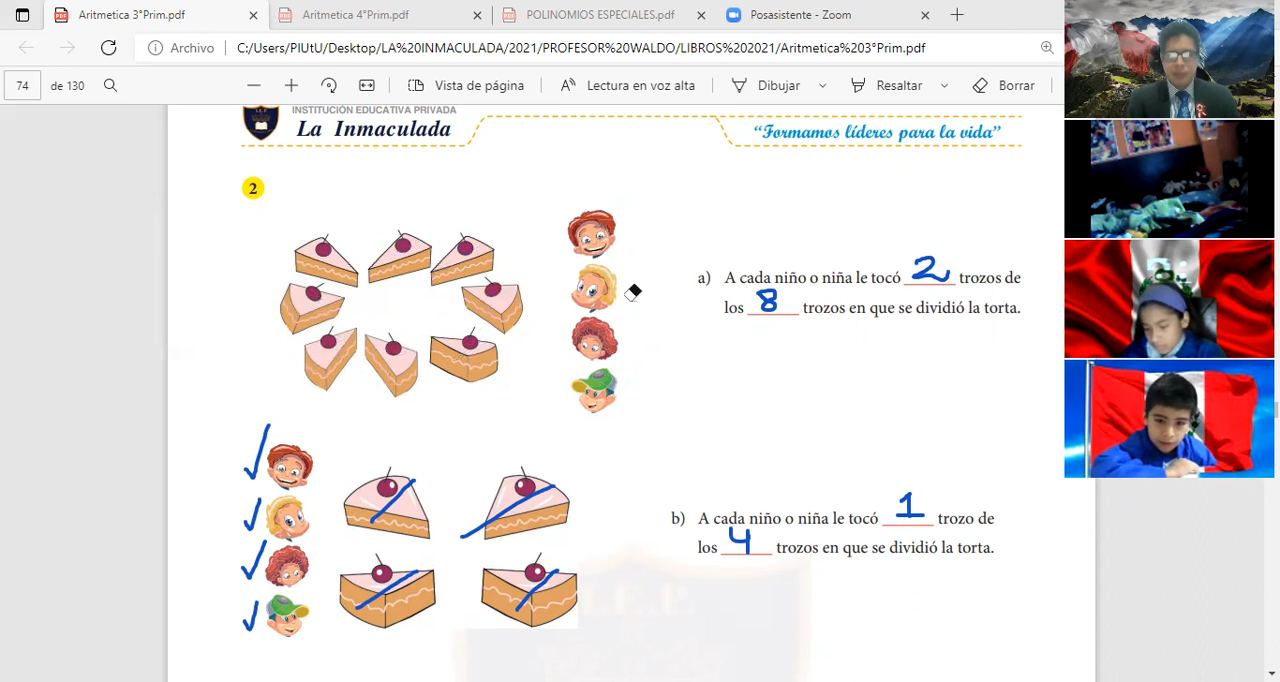 Aritmetica 3°Prim.pdf
Aritmetica 4°Prim.pdf
POLINOMIOS ESPECIALES.pdf
Posasistente - Zoom
Archivo
C:/Users/PIUtU/Desktop/LA%20INMACULADA/2021/PROFESOR%20WALDO/LIBROS%202021/Aritmetica%203°Prim.pdf
74 de 130
Vista de página
Lectura en voz alta
Dibujar
Resaltar
Borrar
INSTITUCIÓN EDUCATIVA PRIVADA
La Inmaculada
“Formamos líderes para la vida”
2
a) A cada niño o niña le tocó 2 trozos de
los 8 trozos en que se dividió la torta.
b) A cada niño o niña le tocó 1 trozo de
los 4 trozos en que se dividió la torta.
I.E.P.